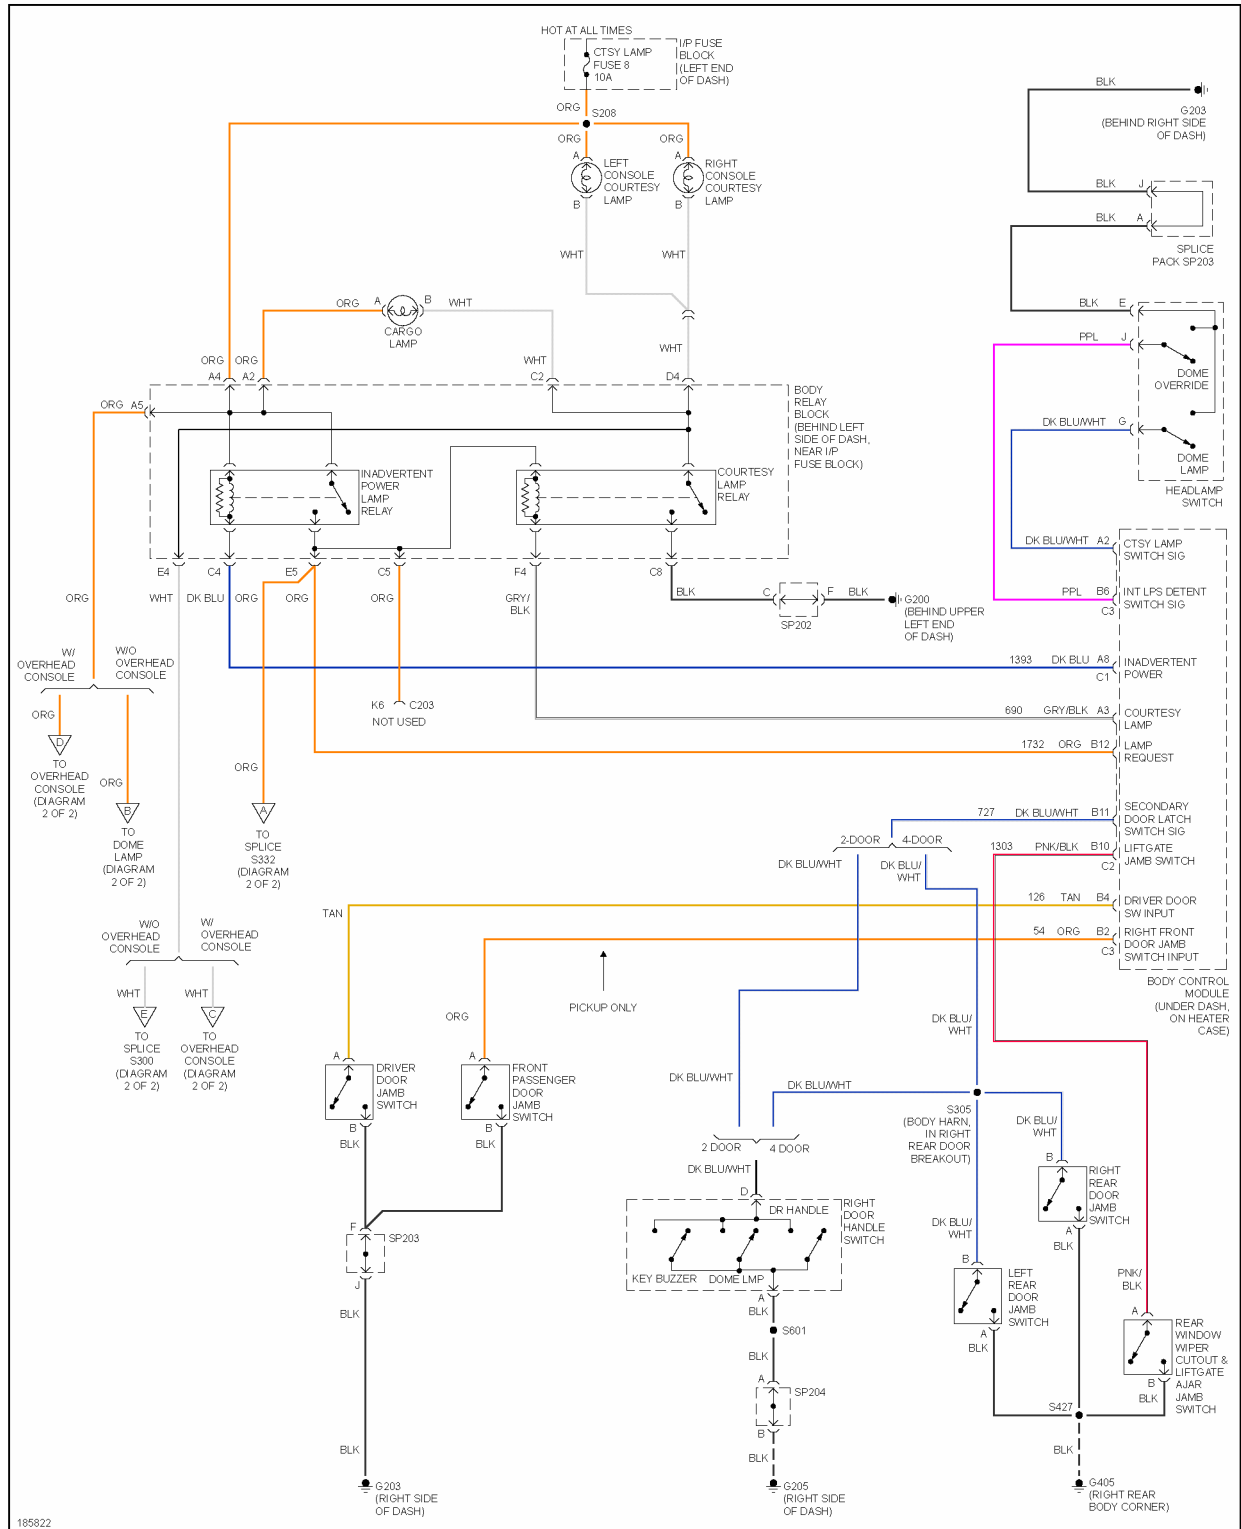 HOT AT ALL TIMES
CTSY LAMP
FUSE 8
10A
I/P FUSE
BLOCK
(LEFT END
OF DASH)
ORG
S208
ORG
ORG
A
LEFT
CONSOLE
COURTESY
LAMP
B
A
RIGHT
CONSOLE
COURTESY
LAMP
B
WHT
WHT
BLK
G203
(BEHIND RIGHT SIDE
OF DASH)
BLK
J
BLK
A
SPLICE
PACK SP203
ORG
A
B
WHT
CARGO
LAMP
WHT
BLK
E
PPL
J
DOME
OVERRIDE
DK BLU/WHT
G
DOME
LAMP
HEADLAMP
SWITCH
ORG
ORG
A4
A2
WHT
C2
D4
ORG
A5
BODY
RELAY
BLOCK
(BEHIND LEFT
SIDE OF DASH,
NEAR I/P
FUSE BLOCK)
INADVERTENT
POWER
LAMP
RELAY
COURTESY
LAMP
RELAY
E4
C4
E5
C5
F4
C8
WHT
DK BLU
ORG
ORG
ORG
GRY/
BLK
BLK
C
F
BLK
SP202
G200
(BEHIND UPPER
LEFT END
OF DASH)
DK BLU/WHT
A2
CTSY LAMP
SWITCH SIG
PPL
B6
C3
INT LPS DETENT
SWITCH SIG
1393
DK BLU
A8
C1
INADVERTENT
POWER
690
GRY/BLK
A3
COURTESY
LAMP
1732
ORG
B12
LAMP
REQUEST
727
DK BLU/WHT
B11
SECONDARY
DOOR LATCH
SWITCH SIG
1303
PNK/BLK
B10
C2
LIFTGATE
JAMB SWITCH
126
TAN
B4
DRIVER DOOR
SW INPUT
54
ORG
B2
C3
RIGHT FRONT
DOOR JAMB
SWITCH INPUT
BODY CONTROL
MODULE
(UNDER DASH,
ON HEATER
CASE)
ORG
W/
OVERHEAD
CONSOLE
W/O
OVERHEAD
CONSOLE
ORG
D
TO
OVERHEAD
CONSOLE
(DIAGRAM
2 OF 2)
ORG
B
TO
DOME
LAMP
(DIAGRAM
2 OF 2)
ORG
A
TO
SPLICE
S332
(DIAGRAM
2 OF 2)
K6
C203
NOT USED
2-DOOR
4-DOOR
DK BLU/WHT
DK BLU/
WHT
TAN
W/O
OVERHEAD
CONSOLE
W/
OVERHEAD
CONSOLE
WHT
WHT
E
TO
SPLICE
S300
(DIAGRAM
2 OF 2)
C
TO
OVERHEAD
CONSOLE
(DIAGRAM
2 OF 2)
PICKUP ONLY
ORG
A
DRIVER
DOOR
JAMB
SWITCH
B
BLK
A
FRONT
PASSENGER
DOOR
JAMB
SWITCH
B
BLK
F
SP203
J
BLK
BLK
G203
(RIGHT SIDE
OF DASH)
DK BLU/WHT
DK BLU/
WHT
DK BLU/WHT
S305
(BODY HARN,
IN RIGHT
REAR DOOR
BREAKOUT)
DK BLU/
WHT
2 DOOR
4 DOOR
DK BLU/WHT
D
DR HANDLE
RIGHT
DOOR
HANDLE
SWITCH
KEY BUZZER
DOME LMP
A
BLK
S601
BLK
A
SP204
B
BLK
G205
(RIGHT SIDE
OF DASH)
B
RIGHT
REAR
DOOR
JAMB
SWITCH
A
BLK
DK BLU/
WHT
B
LEFT
REAR
DOOR
JAMB
SWITCH
A
BLK
PNK/
BLK
A
REAR
WINDOW
WIPER
CUTOUT &
LIFTGATE
AJAR
JAMB
SWITCH
B
BLK
S427
BLK
G405
(RIGHT REAR
BODY CORNER)
185822